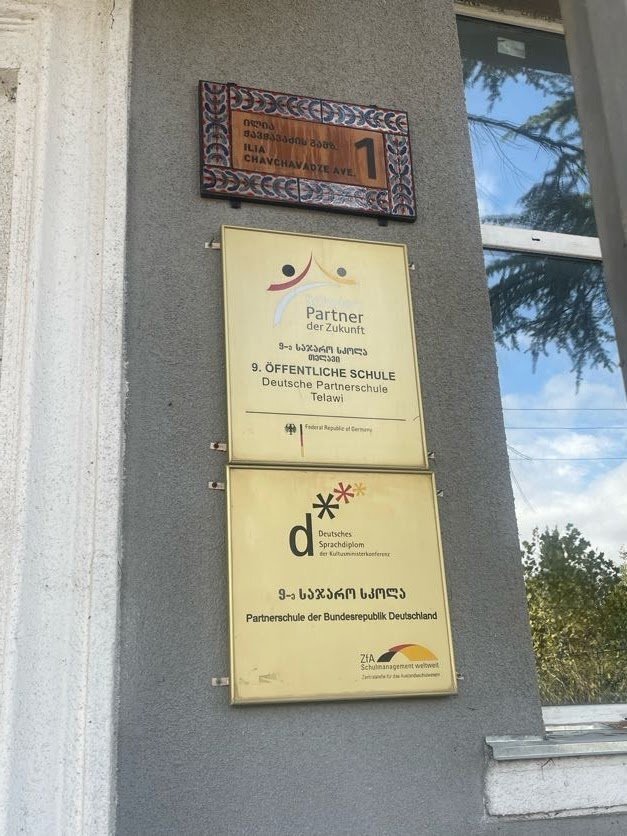 ილია
ჭავჭავაძის გამზ.
ILIA
CHAVCHAVADZE AVE.
1
Schulen:
Partner
der Zukunft
9-ე საჯარო სკოლა
თელავი
9. ÖFFENTLICHE SCHULE
Deutsche Partnerschule
Telawi
Federal Republic of Germany
d***
Deutsches
Sprachdiplom
der Kultusministerkonferenz
9-ე საჯარო სკოლა
Partnerschule der Bundesrepublik Deutschland
ZfA
Schulmanagement weltweit
Zentralstelle für das Auslandsschulwesen